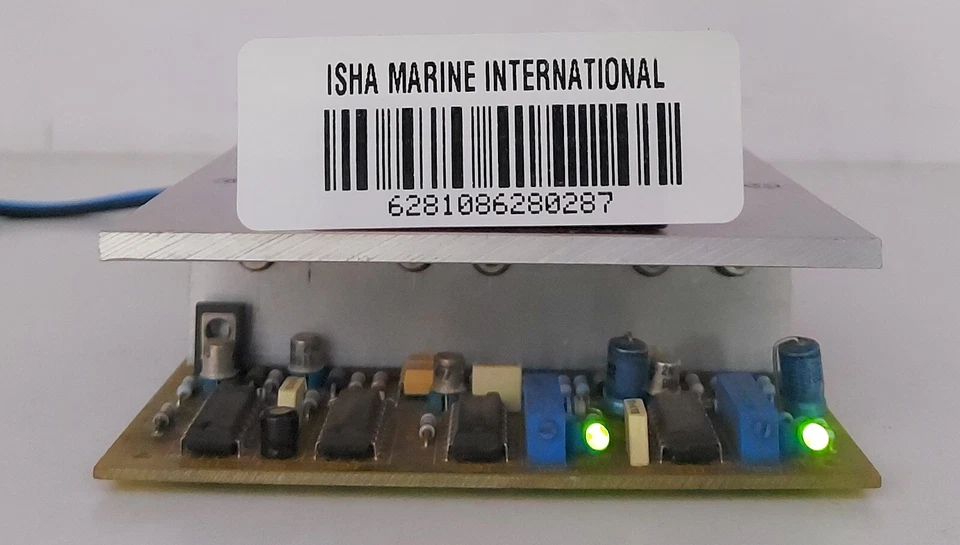 ISHA MARINE INTERNATIONAL
6281086280287